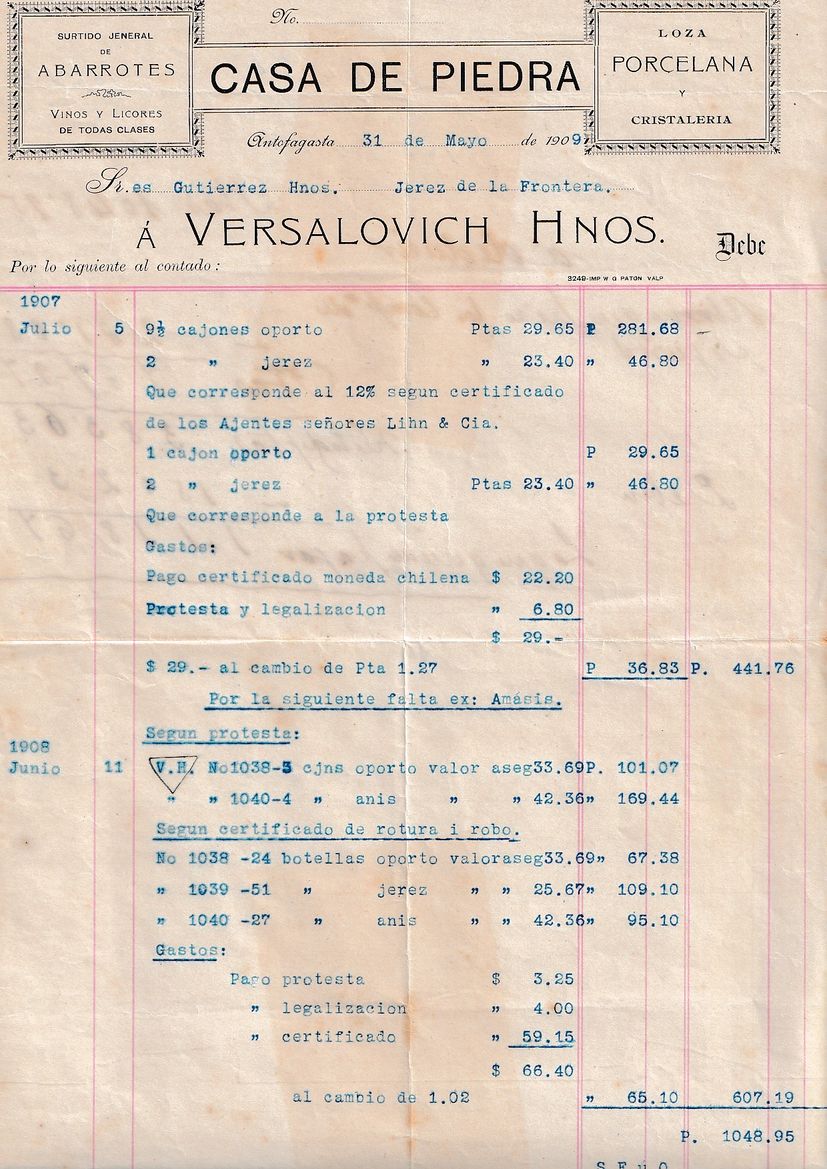 No.
SURTIDO JENERAL
DE
ABARROTES
VINOS Y LICORES
DE TODAS CLASES
CASA DE PIEDRA
LOZA
PORCELANA
Y
CRISTALERIA
Antofagasta 31 de Mayo de 1909
Sr.es Gutierrez Hnos. Jerez de la Frontera.
Á VERSALOVICH HNOS. Debe
Por lo siguiente al contado:
3249-IMP. W G PATON VALP
1907
Julio 5 9½ cajones oporto Ptas 29.65 P 281.68 –
2 " jerez " 23.40 " 46.80
Que corresponde al 12% segun certificado
de los Ajentes señores Lihn & Cia.
1 cajon oporto P 29.65
2 " jerez Ptas 23.40 " 46.80
Que corresponde a la protesta
Gastos:
Pago certificado moneda chilena $ 22.20
Protesta y legalizacion " 6.80
$ 29.-
$ 29.- al cambio de Pta 1.27 P 36.83 P. 441.76
Por la siguiente falta ex: Amásis.
Segun protesta:
1908
Junio 11 V.H. No1038-3 cjns oporto valor aseg33.69P. 101.07
" " 1040-4 " anis " " 42.36" 169.44
Segun certificado de rotura i robo.
No 1038 -24 botellas oporto valoraseg33.69" 67.38
" 1039 -51 " jerez " " 25.67" 109.10
" 1040 -27 " anis " " 42.36" 95.10
Gastos:
Pago protesta $ 3.25
" legalizacion " 4.00
" certificado " 59.15
$ 66.40
al cambio de 1.02 " 65.10 607.19
P. 1048.95
S.E.u.O.